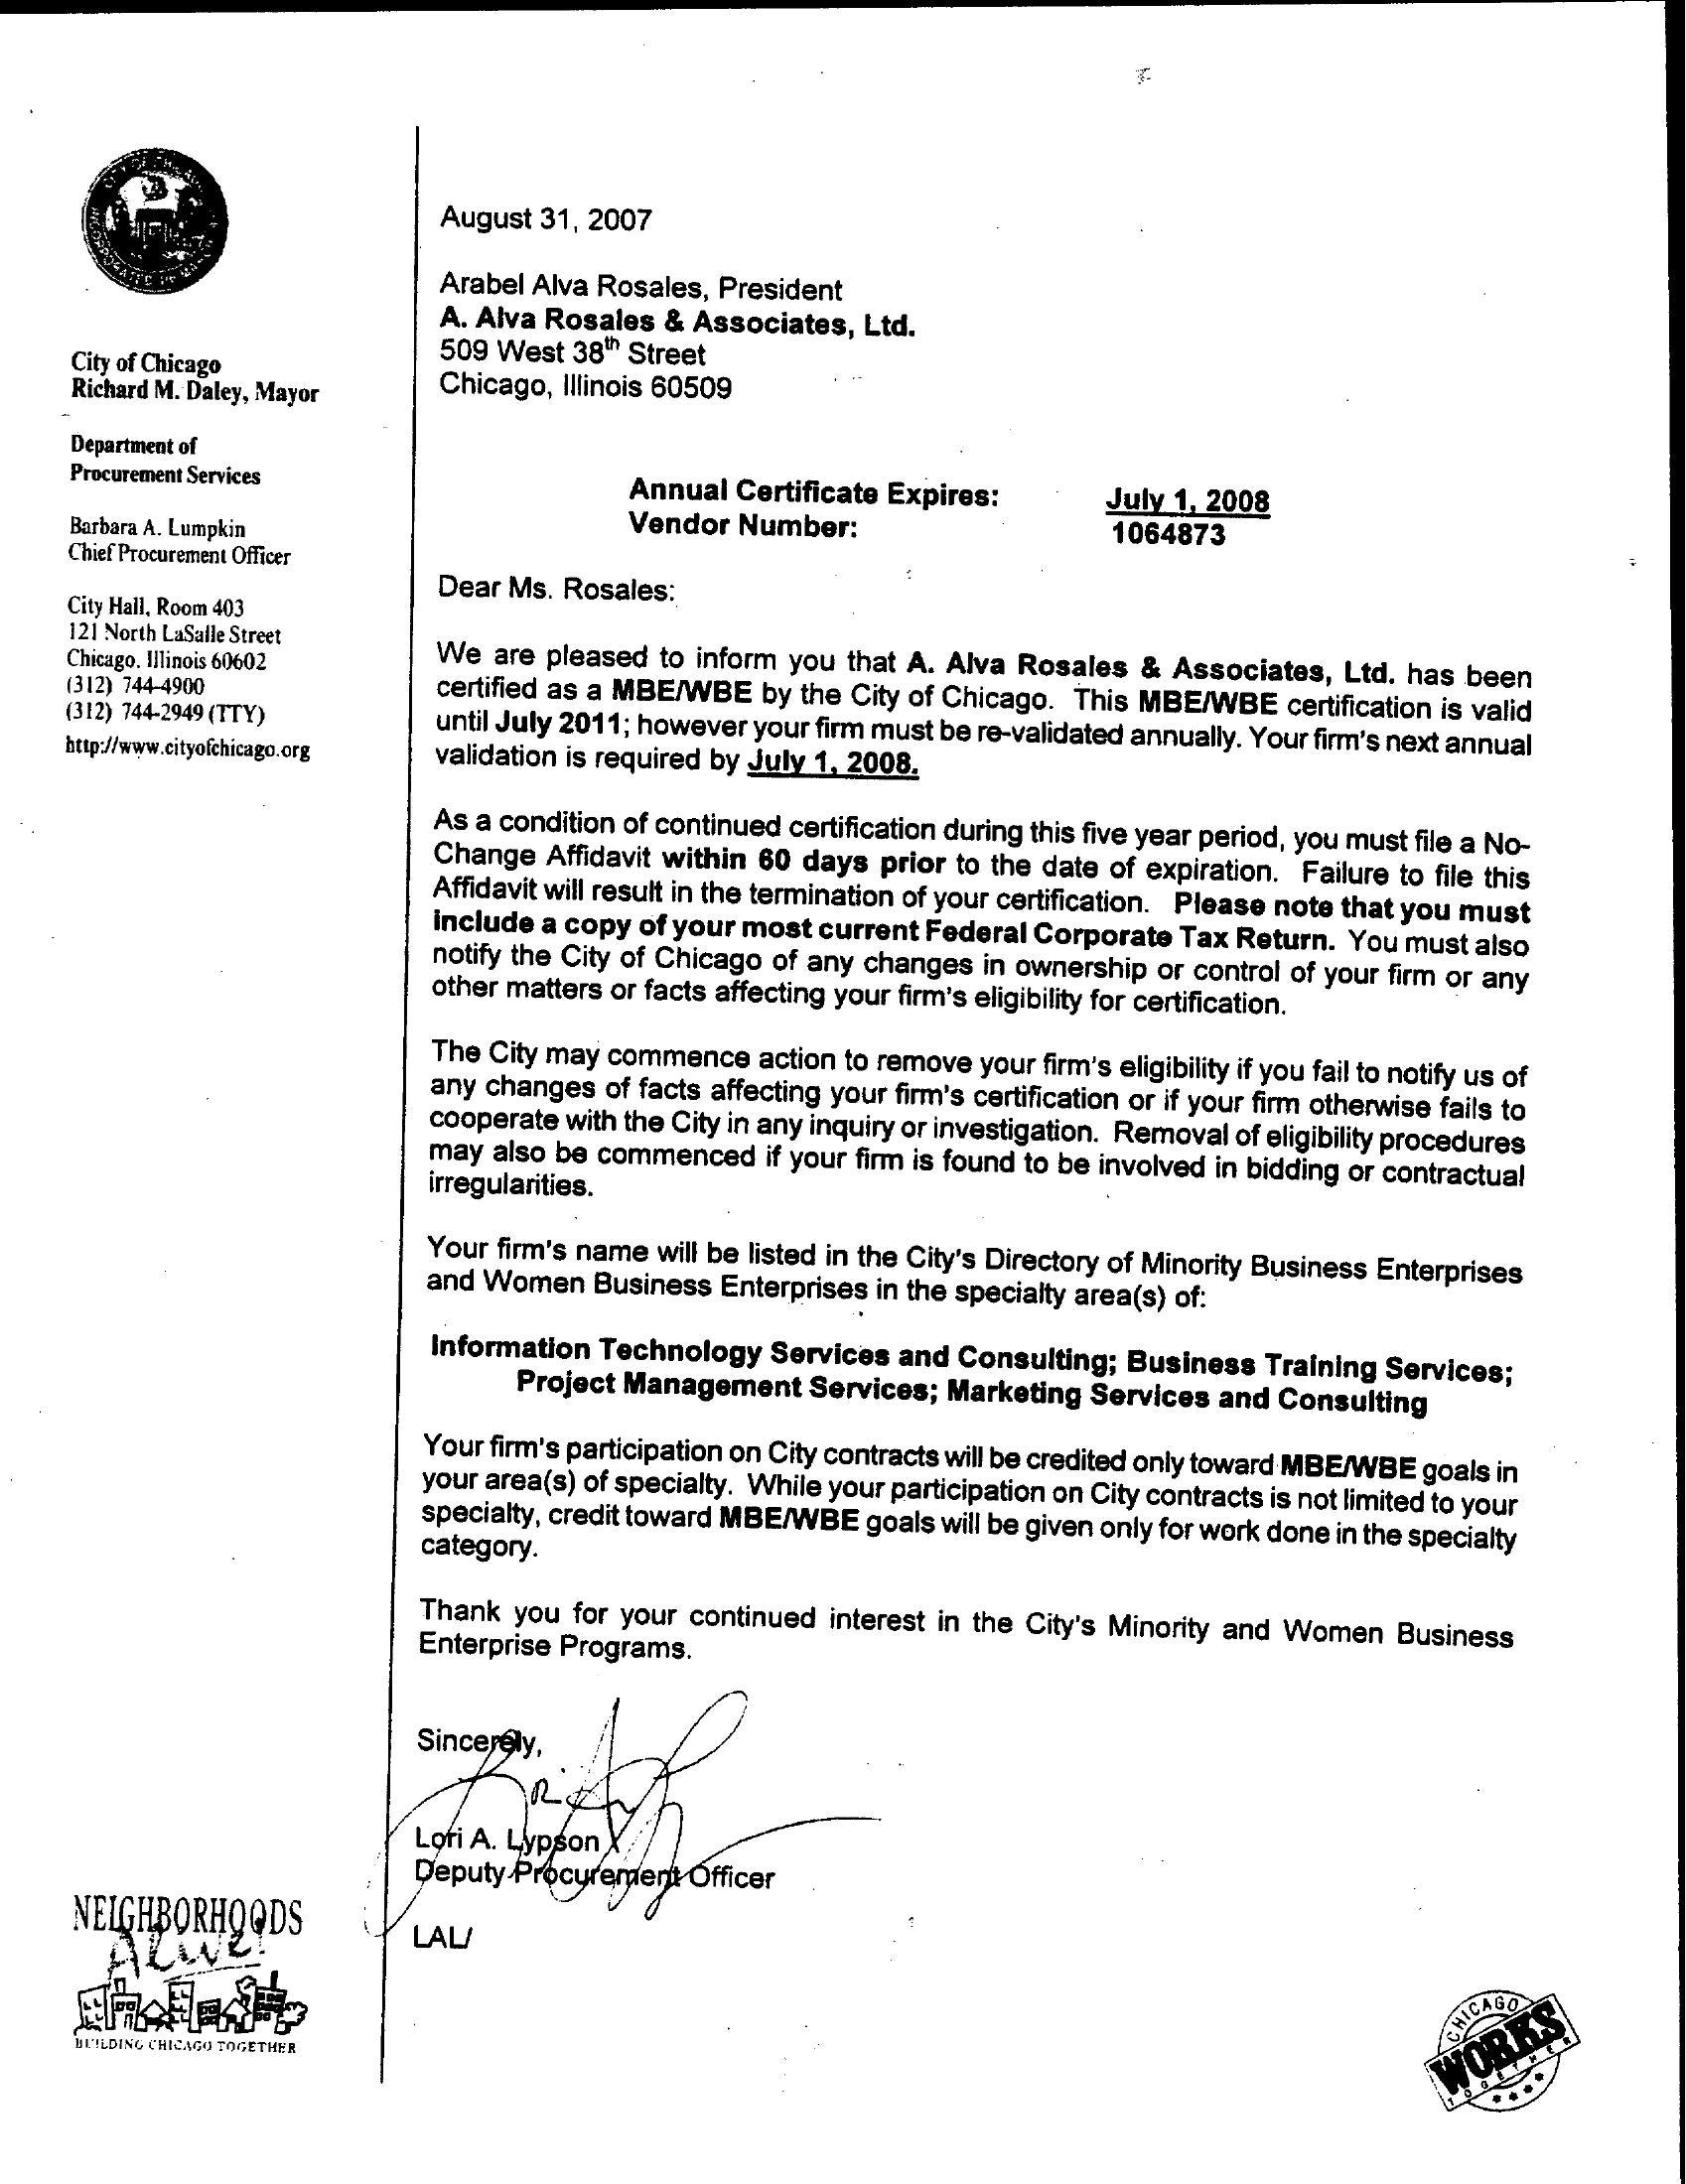 City of Chicago
Richard M. Daley, Mayor
Department of
Procurement Services
Barbara A. Lumpkin
Chief Procurement Officer
City Hall, Room 403
121 North LaSalle Street
Chicago, Illinois 60602
(312) 744-4900
(312) 744-2949 (TTY)
http://www.cityofchicago.org
August 31, 2007
Arabel Alva Rosales, President
A. Alva Rosales & Associates, Ltd.
509 West 38th Street
Chicago, Illinois 60509
Annual Certificate Expires: July 1, 2008
Vendor Number: 1064873
Dear Ms. Rosales:
We are pleased to inform you that A. Alva Rosales & Associates, Ltd. has been
certified as a MBE/WBE by the City of Chicago. This MBE/WBE certification is valid
until July 2011; however your firm must be re-validated annually. Your firm's next annual
validation is required by July 1, 2008.
As a condition of continued certification during this five year period, you must file a No-
Change Affidavit within 60 days prior to the date of expiration. Failure to file this
Affidavit will result in the termination of your certification. Please note that you must
include a copy of your most current Federal Corporate Tax Return. You must also
notify the City of Chicago of any changes in ownership or control of your firm or any
other matters or facts affecting your firm's eligibility for certification.
The City may commence action to remove your firm's eligibility if you fail to notify us of
any changes of facts affecting your firm's certification or if your firm otherwise fails to
cooperate with the City in any inquiry or investigation. Removal of eligibility procedures
may also be commenced if your firm is found to be involved in bidding or contractual
irregularities.
Your firm's name will be listed in the City's Directory of Minority Business Enterprises
and Women Business Enterprises in the specialty area(s) of:
Information Technology Services and Consulting; Business Training Services;
Project Management Services; Marketing Services and Consulting
Your firm's participation on City contracts will be credited only toward MBE/WBE goals in
your area(s) of specialty. While your participation on City contracts is not limited to your
specialty, credit toward MBE/WBE goals will be given only for work done in the specialty
category.
Thank you for your continued interest in the City's Minority and Women Business
Enterprise Programs.
Sincerely,
Lori A. Lypson
Deputy Procurement Officer
LAL/
NEIGHBORHOODS
Alive!
BUILDING CHICAGO TOGETHER
CHICAGO
WORKS
TOGETHER